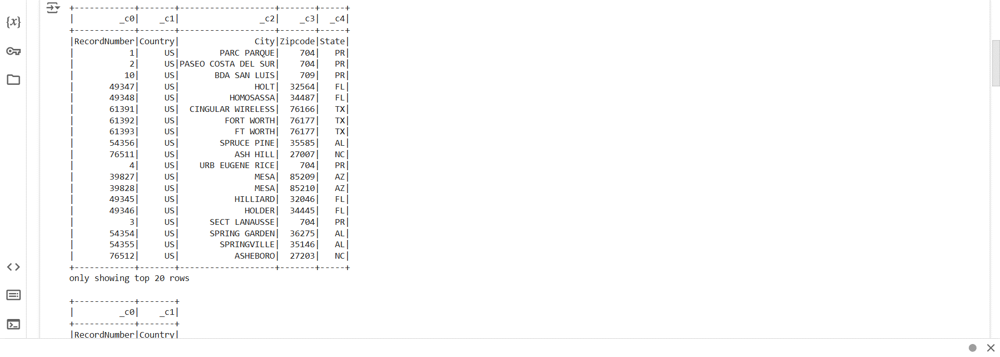 +------------+-------+-------------------+-------+-----+
|         _c0|    _c1|                _c2|    _c3|  _c4|
+------------+-------+-------------------+-------+-----+
|RecordNumber|Country|               City|Zipcode|State|
|           1|     US|        PARC PARQUE|    704|   PR|
|           2|     US|PASEO COSTA DEL SUR|    704|   PR|
|          10|     US|       BDA SAN LUIS|    709|   PR|
|       49347|     US|               HOLT|  32564|   FL|
|       49348|     US|          HOMOSASSA|  34487|   FL|
|       61391|     US|  CINGULAR WIRELESS|  76166|   TX|
|       61392|     US|         FORT WORTH|  76177|   TX|
|       61393|     US|           FT WORTH|  76177|   TX|
|       54356|     US|        SPRUCE PINE|  35585|   AL|
|       76511|     US|           ASH HILL|  27007|   NC|
|           4|     US|    URB EUGENE RICE|    704|   PR|
|       39827|     US|               MESA|  85209|   AZ|
|       39828|     US|               MESA|  85210|   AZ|
|       49345|     US|           HILLIARD|  32046|   FL|
|       49346|     US|             HOLDER|  34445|   FL|
|           3|     US|      SECT LANAUSSE|    704|   PR|
|       54354|     US|      SPRING GARDEN|  36275|   AL|
|       54355|     US|        SPRINGVILLE|  35146|   AL|
|       76512|     US|           ASHEBORO|  27203|   NC|
+------------+-------+-------------------+-------+-----+
only showing top 20 rows
+------------+-------+
|         _c0|    _c1|
+------------+-------+
|RecordNumber|Country|